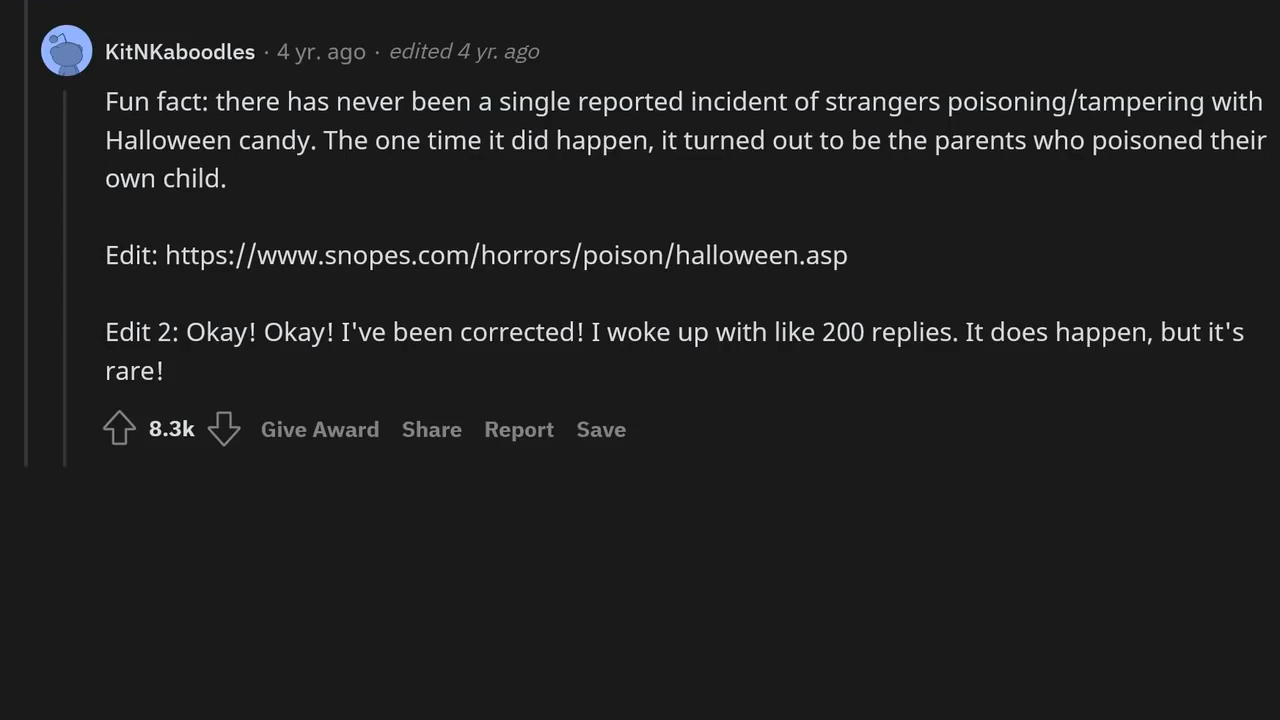 KitNKaboodles · 4 yr. ago · edited 4 yr. ago
Fun fact: there has never been a single reported incident of strangers poisoning/tampering with
Halloween candy. The one time it did happen, it turned out to be the parents who poisoned their
own child.
Edit: https://www.snopes.com/horrors/poison/halloween.asp
Edit 2: Okay! Okay! I've been corrected! I woke up with like 200 replies. It does happen, but it's
rare!
8.3k Give Award Share Report Save